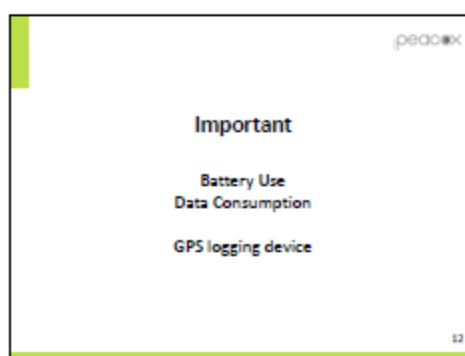 peacox
Important
Battery Use
Data Consumption
GPS logging device
12